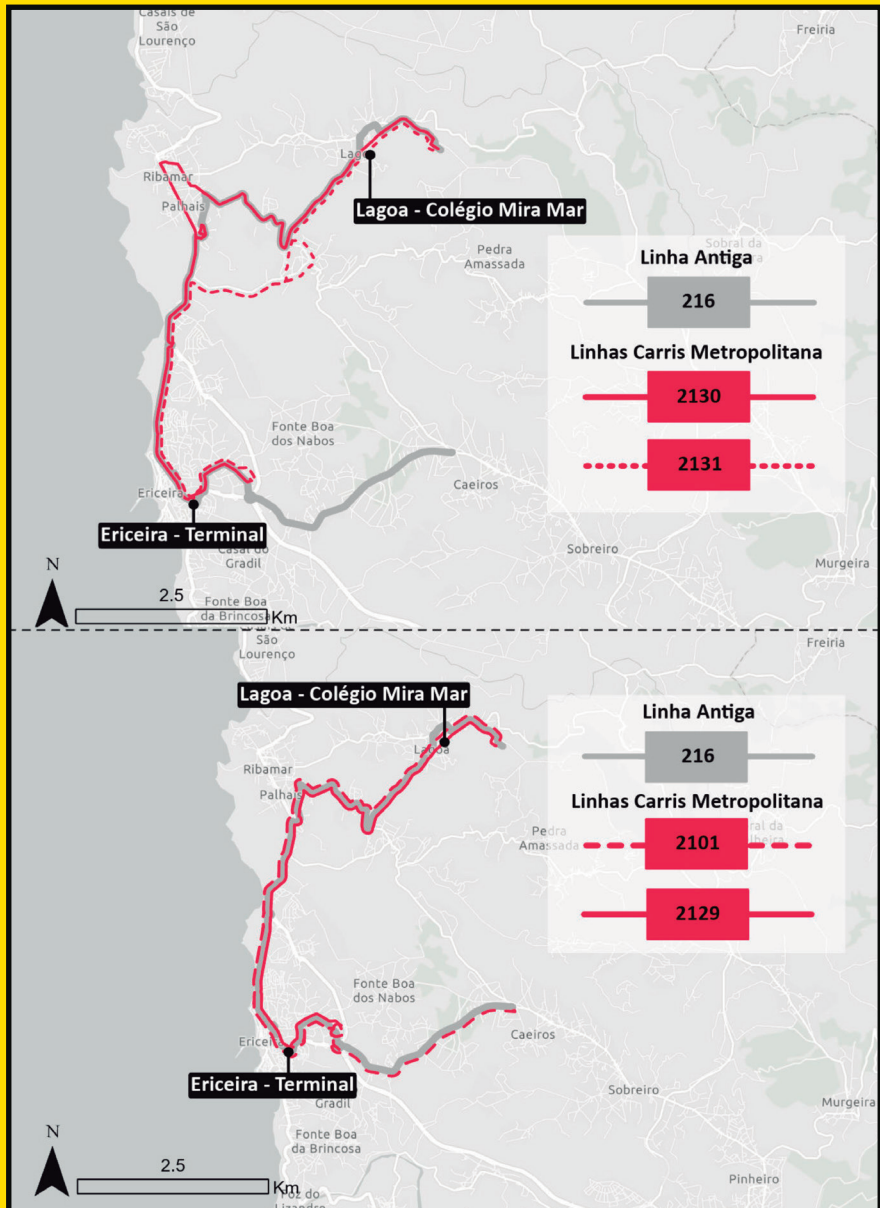 Casais de
São
Lourenço
Freiria
Ribamar
Lagoa
Palhais
Lagoa - Colégio Mira Mar
Pedra
Amassada
Sobral da
Linha Antiga
216
Linhas Carris Metropolitana
2130
2131
Fonte Boa
dos Nabos
Caeiros
Ericeira
Ericeira - Terminal
Casal do
Gradil
Sobreiro
Murgeira
N
2.5
Km
Fonte Boa
da Brincosa
São
Lourenço
Freiria
Lagoa - Colégio Mira Mar
Lagoa
Ribamar
Palhais
Linha Antiga
216
Linhas Carris Metropolitana
Pedra
Amassada
2101
2129
Fonte Boa
dos Nabos
Caeiros
Ericeira
Ericeira - Terminal
Gradil
Sobreiro
Murgeira
N
Fonte Boa
da Brincosa
2.5
Km
Pinheiro
Foz do
Lizandro